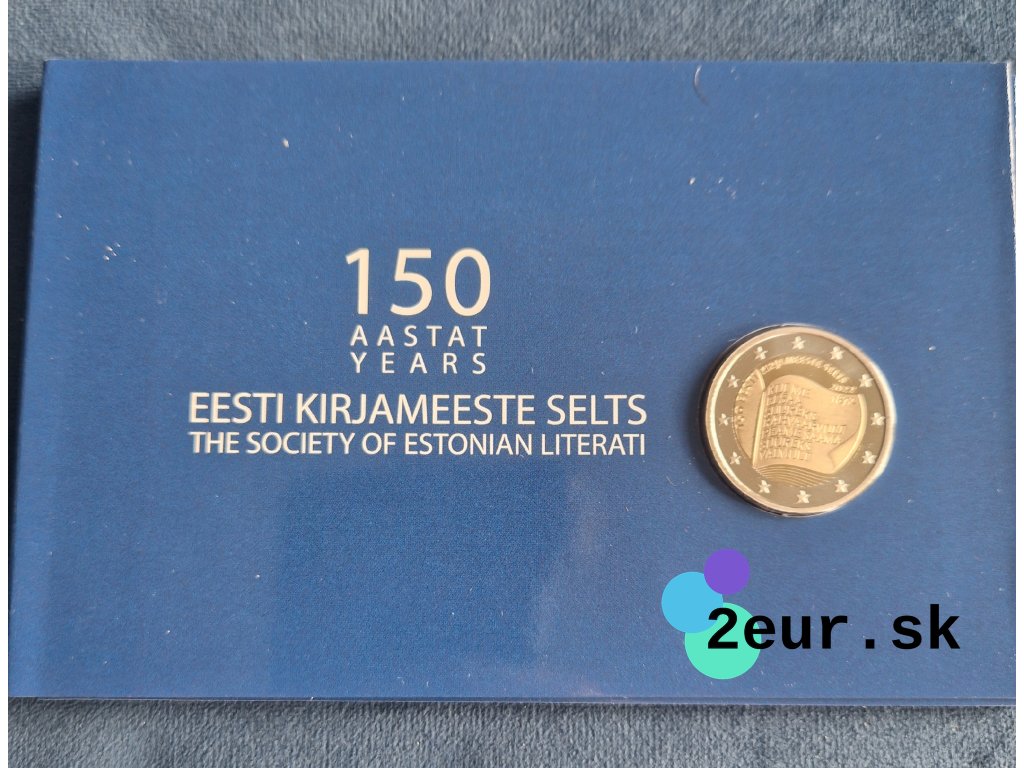 150
AASTAT
YEARS
EESTI KIRJAMEESTE SELTS
THE SOCIETY OF ESTONIAN LITERATI
2eur.sk